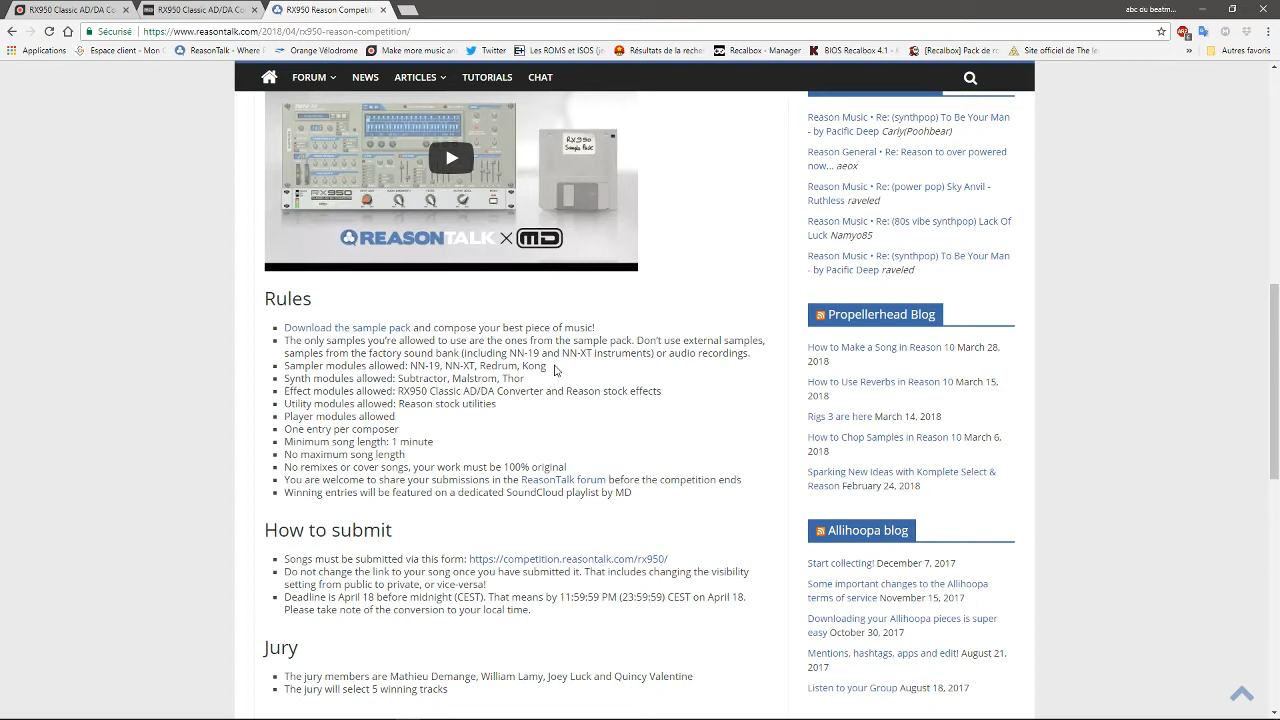 RX950 Classic AD/DA Co
RX950 Classic AD/DA Co
RX950 Reason Competiti
abc du beatm...
Sécurisé
https://www.reasontalk.com/2018/04/rx950-reason-competition/
Applications
Espace client - Mon C
ReasonTalk - Where
Orange Vélodrome
Make more music an
Twitter
Les ROMS et ISOS (je
Résultats de la reche
Recalbox - Manager
BIOS Recalbox 4.1 -
[Recalbox] Pack de ro
Site officiel de The le
»
Autres favoris
FORUM
NEWS
ARTICLES
TUTORIALS
CHAT
RX950
Sample Pack
RX950
REASONTALK X MD
Rules
Download the sample pack and compose your best piece of music!
The only samples you're allowed to use are the ones from the sample pack. Don't use external samples,
samples from the factory sound bank (including NN-19 and NN-XT instruments) or audio recordings.
Sampler modules allowed: NN-19, NN-XT, Redrum, Kong
Synth modules allowed: Subtractor, Malstrom, Thor
Effect modules allowed: RX950 Classic AD/DA Converter and Reason stock effects
Utility modules allowed: Reason stock utilities
Player modules allowed
One entry per composer
Minimum song length: 1 minute
No maximum song length
No remixes or cover songs, your work must be 100% original
You are welcome to share your submissions in the ReasonTalk forum before the competition ends
Winning entries will be featured on a dedicated SoundCloud playlist by MD
How to submit
Songs must be submitted via this form: https://competition.reasontalk.com/rx950/
Do not change the link to your song once you have submitted it. That includes changing the visibility
setting from public to private, or vice-versa!
Deadline is April 18 before midnight (CEST). That means by 11:59:59 PM (23:59:59) CEST on April 18.
Please take note of the conversion to your local time.
Jury
The jury members are Mathieu Demange, William Lamy, Joey Luck and Quincy Valentine
The jury will select 5 winning tracks
Reason Music • Re: (synthpop) To Be Your Man
- by Pacific Deep Carly(Poohbear)
Reason General • Re: Reason to over powered
now... aeox
Reason Music • Re: (power pop) Sky Anvil -
Ruthless raveled
Reason Music • Re: (80s vibe synthpop) Lack Of
Luck Namyo85
Reason Music • Re: (synthpop) To Be Your Man
- by Pacific Deep raveled
Propellerhead Blog
How to Make a Song in Reason 10 March 28,
2018
How to Use Reverbs in Reason 10 March 15,
2018
Rigs 3 are here March 14, 2018
How to Chop Samples in Reason 10 March 6,
2018
Sparking New Ideas with Komplete Select &
Reason February 24, 2018
Allihoopa blog
Start collecting! December 7, 2017
Some important changes to the Allihoopa
terms of service November 15, 2017
Downloading your Allihoopa pieces is super
easy October 30, 2017
Mentions, hashtags, apps and edit! August 21,
2017
Listen to your Group August 18, 2017